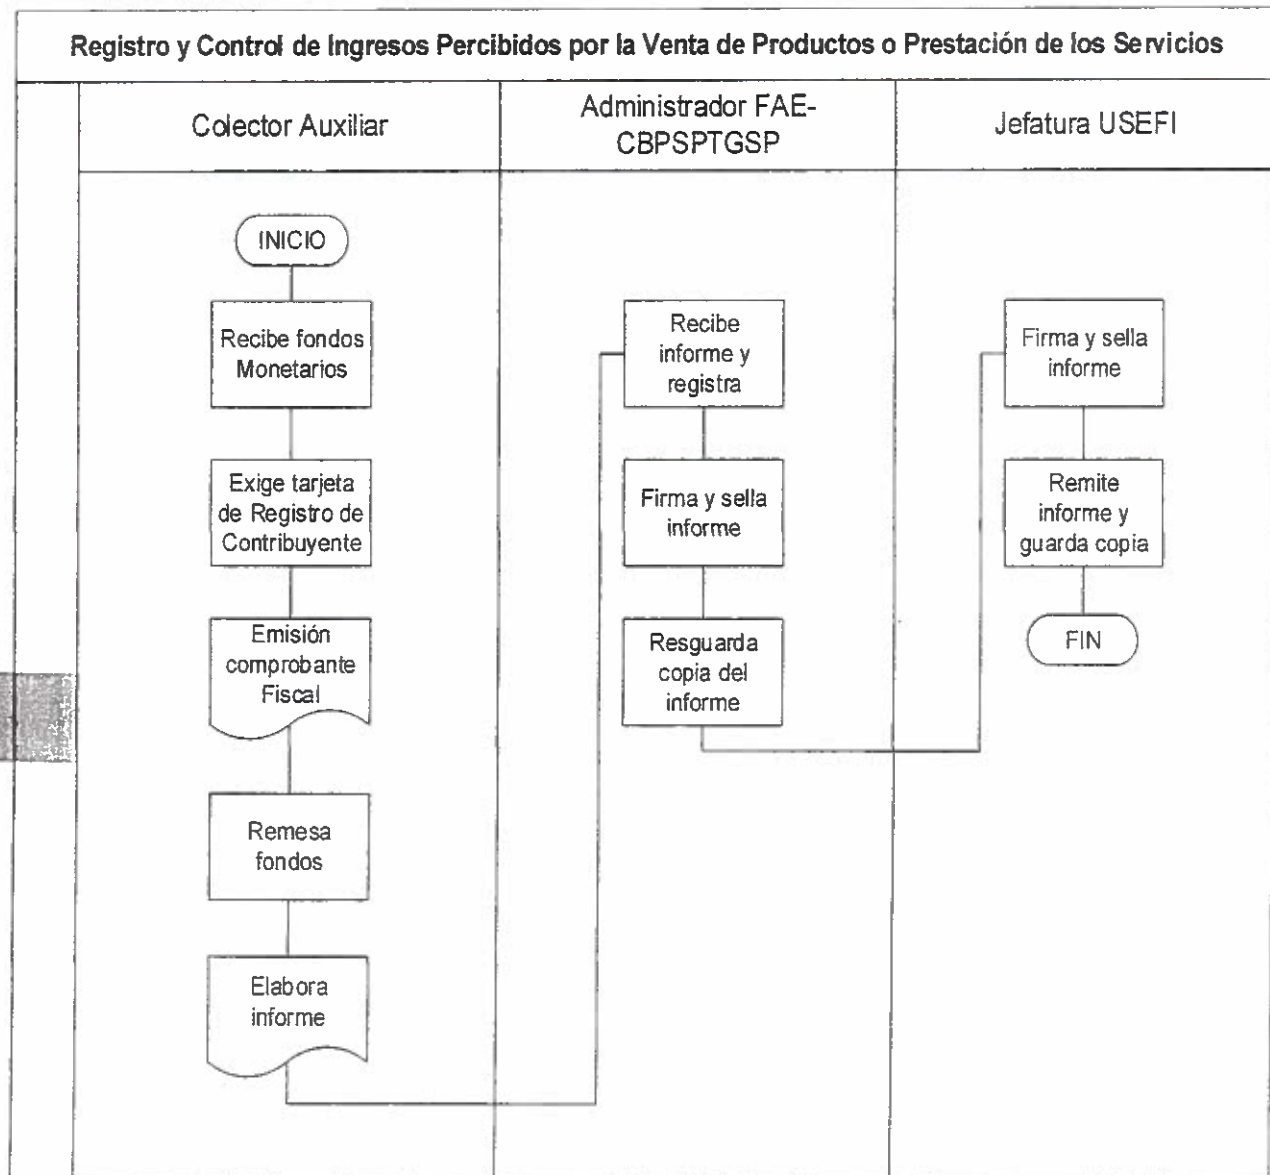 Registro y Control de Ingresos Percibidos por la Venta de Productos o Prestación de los Servicios
Colector Auxiliar
Administrador FAE-
CBPSPTGSP
Jefatura USEFI
INICIO
Recibe fondos
Monetarios
Exige tarjeta
de Registro de
Contribuyente
Emisión
comprobante
Fiscal
Remesa
fondos
Elabora
informe
Recibe
informe y
registra
Firma y sella
informe
Resguarda
copia del
informe
Firma y sella
informe
Remite
informe y
guarda copia
FIN